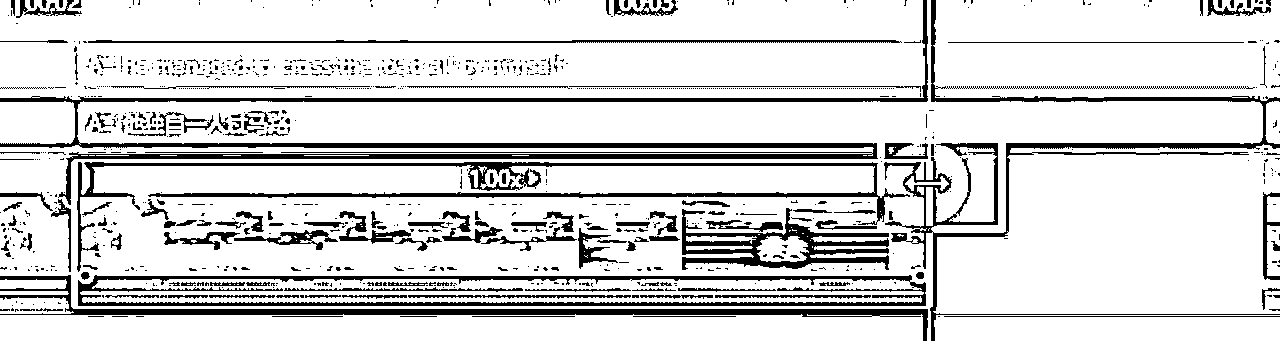 00:02 00:03 00:04
A= he managed to cross the road all by himself
A= 他独自一人过马路
1.00x